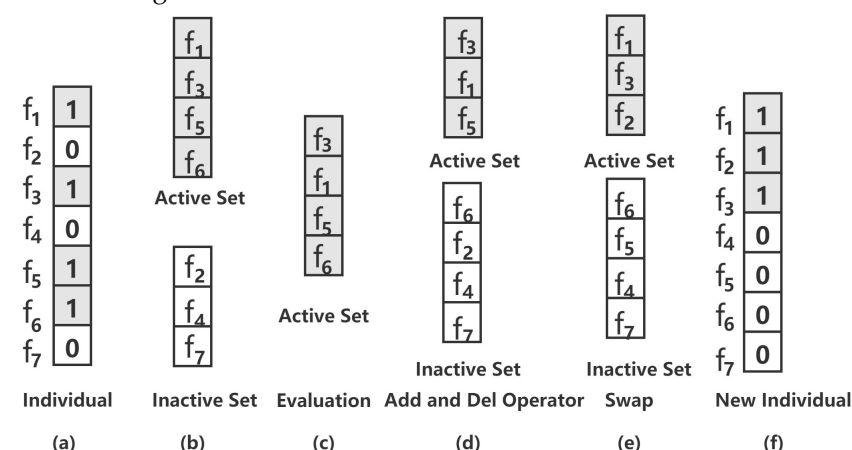 f1 1
f2 0
f3 1
f4 0
f5 1
f6 1
f7 0
Individual
(a)
f1
f3
f5
f6
Active Set
f2
f4
f7
Inactive Set
(b)
f3
f1
f5
f6
Active Set
Evaluation
(c)
f3
f1
f5
Active Set
f6
f2
f4
f7
Inactive Set
Add and Del Operator
(d)
f1
f3
f2
Active Set
f6
f5
f4
f7
Inactive Set
Swap
(e)
f1 1
f2 1
f3 1
f4 0
f5 0
f6 0
f7 0
New Individual
(f)